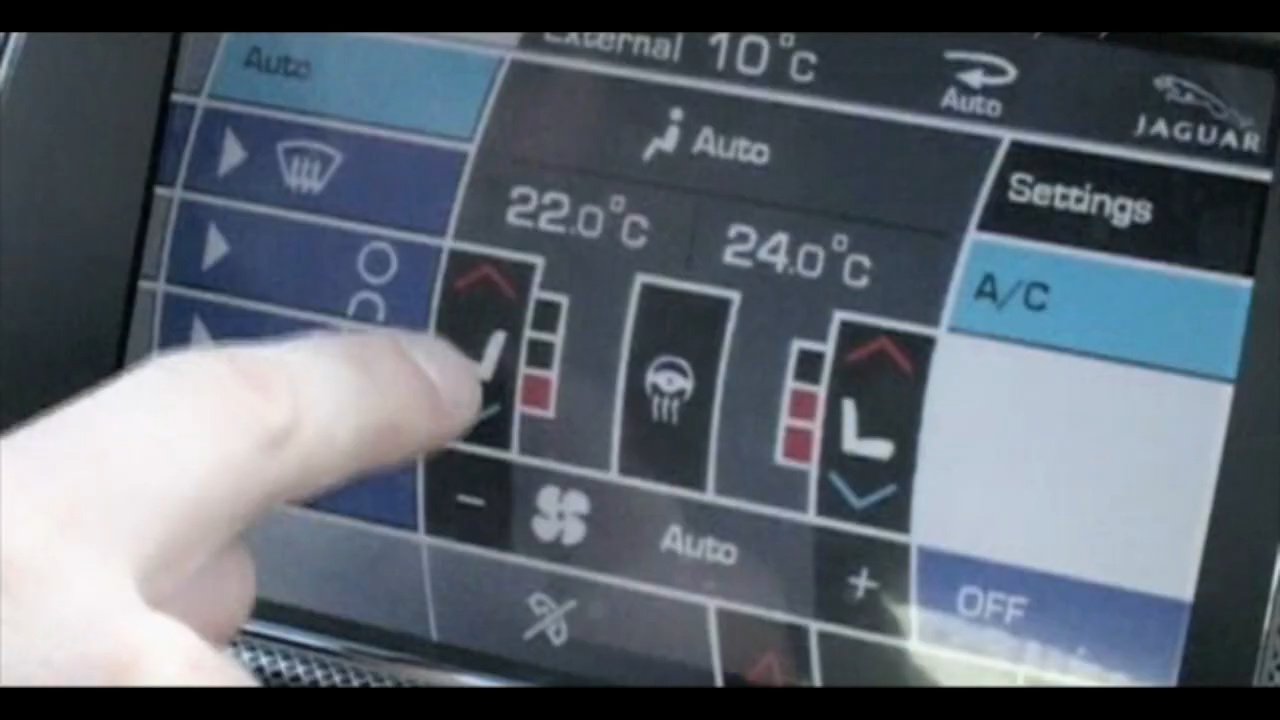 Auto
External 10°C
Auto
JAGUAR
Auto
Settings
22.0°C
24.0°C
A/C
-
Auto
+
OFF